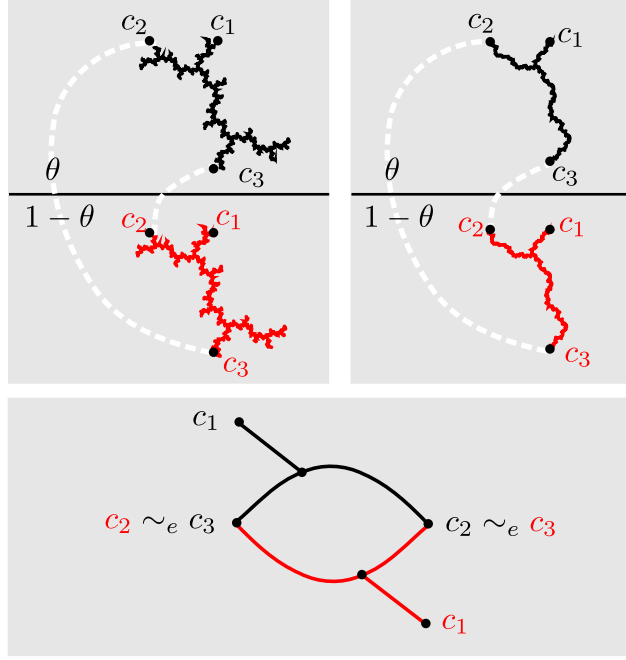 c₂ c₁
c₃
θ
1 − θ
c₂ c₁
c₃
c₂ c₁
c₃
θ
1 − θ
c₂ c₁
c₃
c₁
c₂ ∼ₑ c₃
c₂ ∼ₑ c₃
c₁